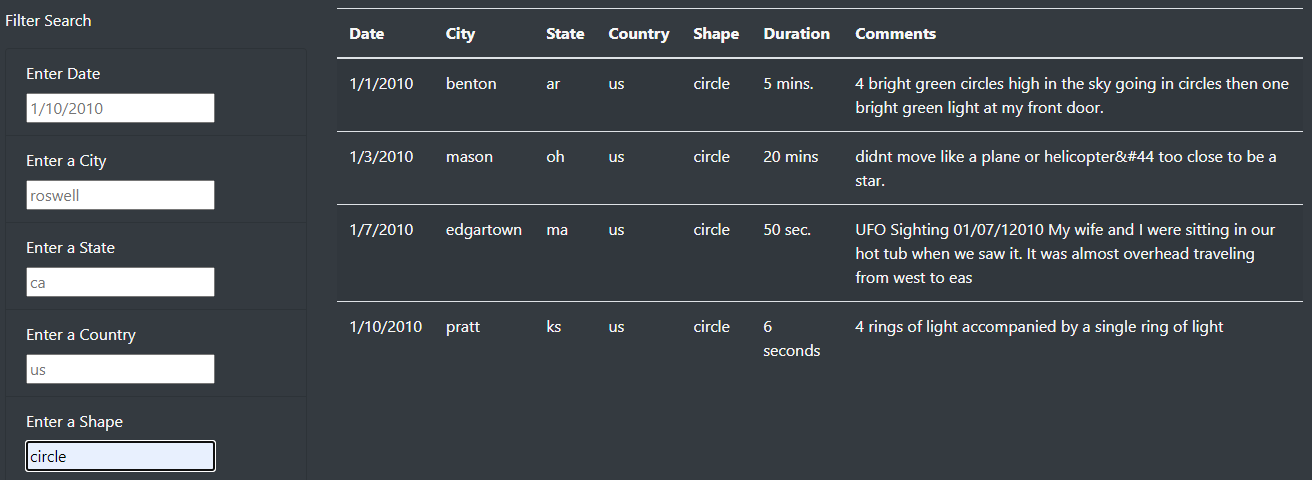 Filter Search
Enter Date
1/10/2010
Enter a City
roswell
Enter a State
ca
Enter a Country
us
Enter a Shape
circle
Date City State Country Shape Duration Comments
1/1/2010 benton ar us circle 5 mins. 4 bright green circles high in the sky going in circles then one
bright green light at my front door.
1/3/2010 mason oh us circle 20 mins didnt move like a plane or helicopter&#44 too close to be a
star.
1/7/2010 edgartown ma us circle 50 sec. UFO Sighting 01/07/12010 My wife and I were sitting in our
hot tub when we saw it. It was almost overhead traveling
from west to eas
1/10/2010 pratt ks us circle 6 4 rings of light accompanied by a single ring of light
seconds